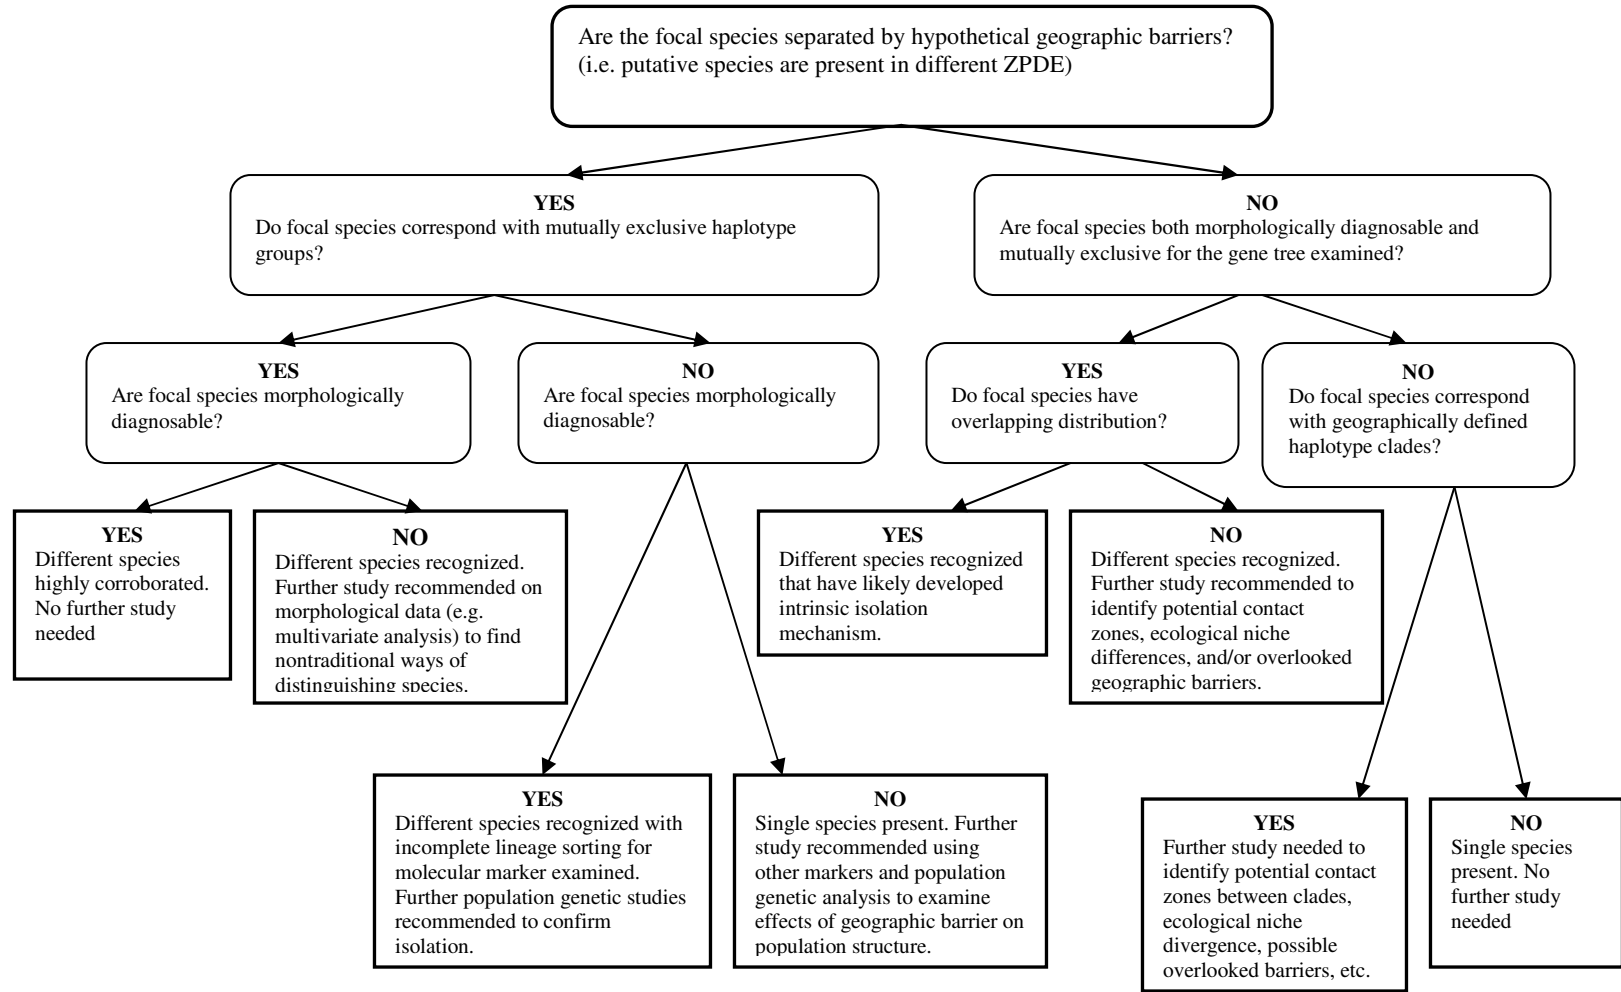 Are the focal species separated by hypothetical geographic barriers?
(i.e. putative species are present in different ZPDE)
YES
Do focal species correspond with mutually exclusive haplotype
groups?
NO
Are focal species both morphologically diagnosable and
mutually exclusive for the gene tree examined?
YES
Are focal species morphologically
diagnosable?
NO
Are focal species morphologically
diagnosable?
YES
Do focal species have
overlapping distribution?
NO
Do focal species correspond
with geographically defined
haplotype clades?
YES
Different species
highly corroborated.
No further study
needed
NO
Different species recognized.
Further study recommended on
morphological data (e.g.
multivariate analysis) to find
nontraditional ways of
distinguishing species.
YES
Different species recognized
that have likely developed
intrinsic isolation
mechanism.
NO
Different species recognized.
Further study recommended to
identify potential contact
zones, ecological niche
differences, and/or overlooked
geographic barriers.
YES
Different species recognized with
incomplete lineage sorting for
molecular marker examined.
Further population genetic studies
recommended to confirm
isolation.
NO
Single species present. Further
study recommended using
other markers and population
genetic analysis to examine
effects of geographic barrier on
population structure.
YES
Further study needed to
identify potential contact
zones between clades,
ecological niche
divergence, possible
overlooked barriers, etc.
NO
Single species
present. No
further study
needed